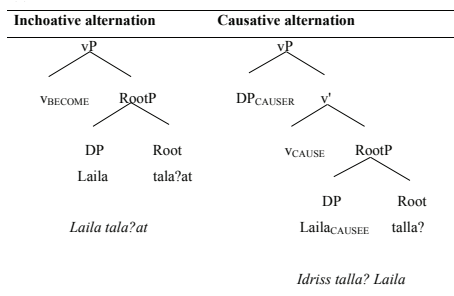 Inchoative alternation Causative alternation
vP vP
vBECOME RootP DPCAUSER v'
DP Root vCAUSE RootP
Laila tala?at DP Root
Laila tala?at LailaCAUSEE talla?
Idriss talla? Laila